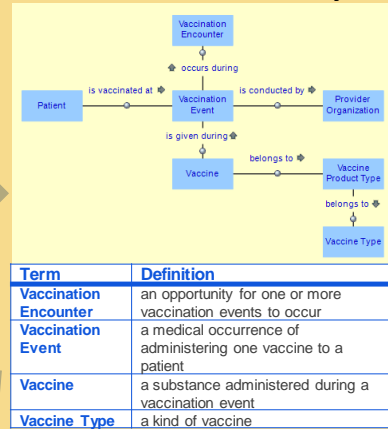 Vaccination
Encounter
occurs during
is vaccinated at
is conducted by
Patient
Vaccination
Event
Provider
Organization
is given during
Vaccine
belongs to
Vaccine
Product Type
belongs to
Vaccine Type
Term Definition
Vaccination an opportunity for one or more
Encounter vaccination events to occur
Vaccination a medical occurrence of
Event administering one vaccine to a
patient
Vaccine a substance administered during a
vaccination event
Vaccine Type a kind of vaccine